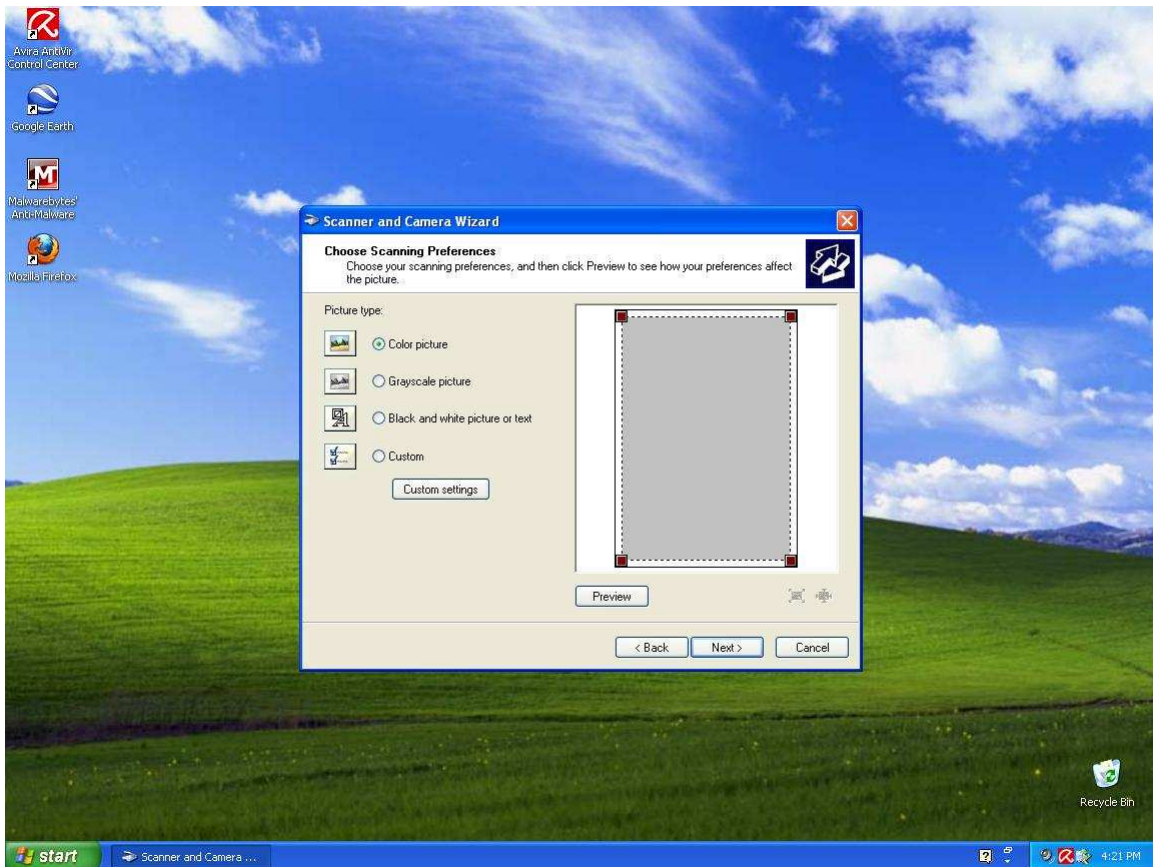 Avira AntiVir
Control Center
Google Earth
Malwarebytes'
Anti-Malware
Mozilla Firefox
Scanner and Camera Wizard
Choose Scanning Preferences
Choose your scanning preferences, and then click Preview to see how your preferences affect
the picture.
Picture type:
Color picture
Grayscale picture
Black and white picture or text
Custom
Custom settings
Preview
< Back
Next >
Cancel
Recycle Bin
start
Scanner and Camera ...
4:21 PM